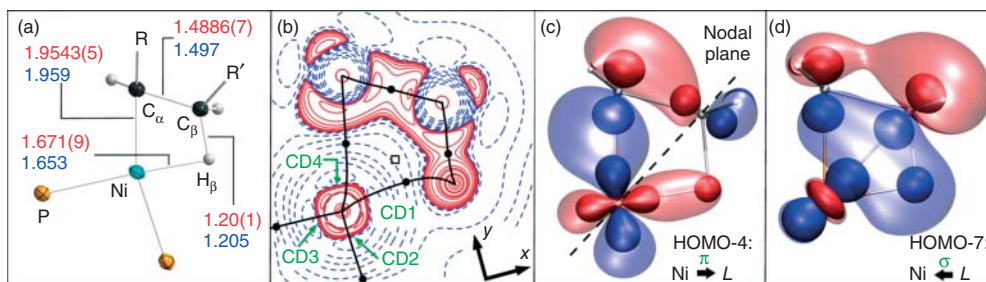 (a)
1.4886(7)
1.497
1.9543(5)
1.959
R
R′
Cα
Cβ
1.671(9)
1.653
Ni
Hβ
P
1.20(1)
1.205
(b)
CD4
CD1
CD3
CD2
y
x
(c)
Nodal
plane
HOMO-4:
π
Ni ➡ L
(d)
HOMO-7:
σ
Ni ⬅ L